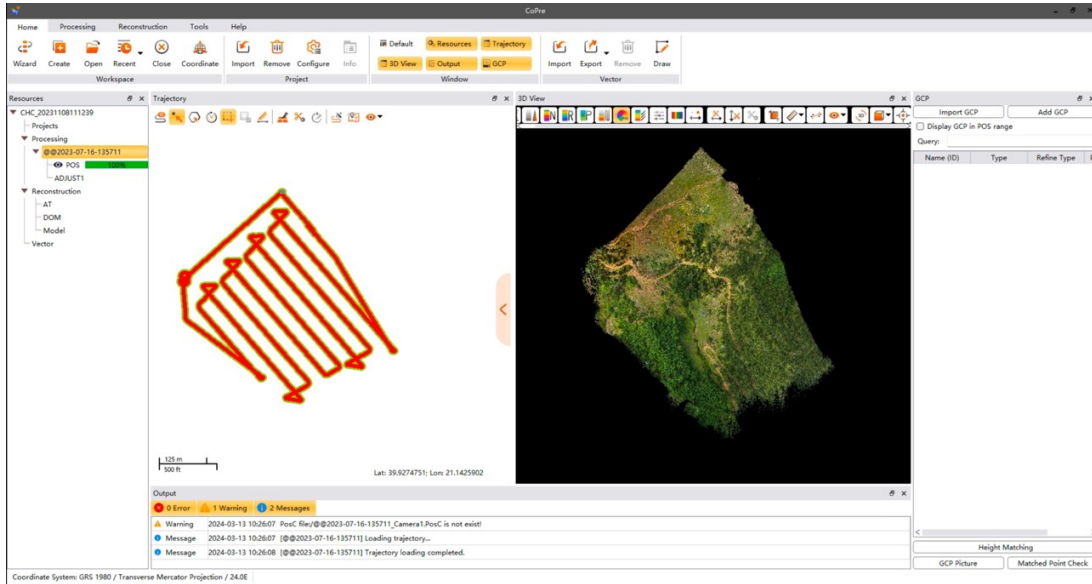 CoPre
Home Processing Reconstruction Tools Help
Wizard Create Open Recent Close Coordinate Import Remove Configure Info
Default Resources Trajectory
3D View Output GCP
Import Export Remove Draw
Workspace Project Window Vector
Resources
CHC_20231108111239
Projects
Processing
@@2023-07-16-135711
POS 100%
ADJUST1
Reconstruction
AT
DOM
Model
Vector
Trajectory
125 m
500 ft
Lat: 39.9274751; Lon: 21.1425902
3D View
GCP
Import GCP Add GCP
Display GCP in POS range
Query:
Name (ID) Type Refine Type
Height Matching
GCP Picture Matched Point Check
Output
0 Error 1 Warning 2 Messages
Warning 2024-03-13 10:26:07 PosC file:/@@2023-07-16-135711_Camera1.PosC is not exist!
Message 2024-03-13 10:26:07 [@@2023-07-16-135711] Loading trajectory...
Message 2024-03-13 10:26:08 [@@2023-07-16-135711] Trajectory loading completed.
Coordinate System: GRS 1980 / Transverse Mercator Projection / 24.0E